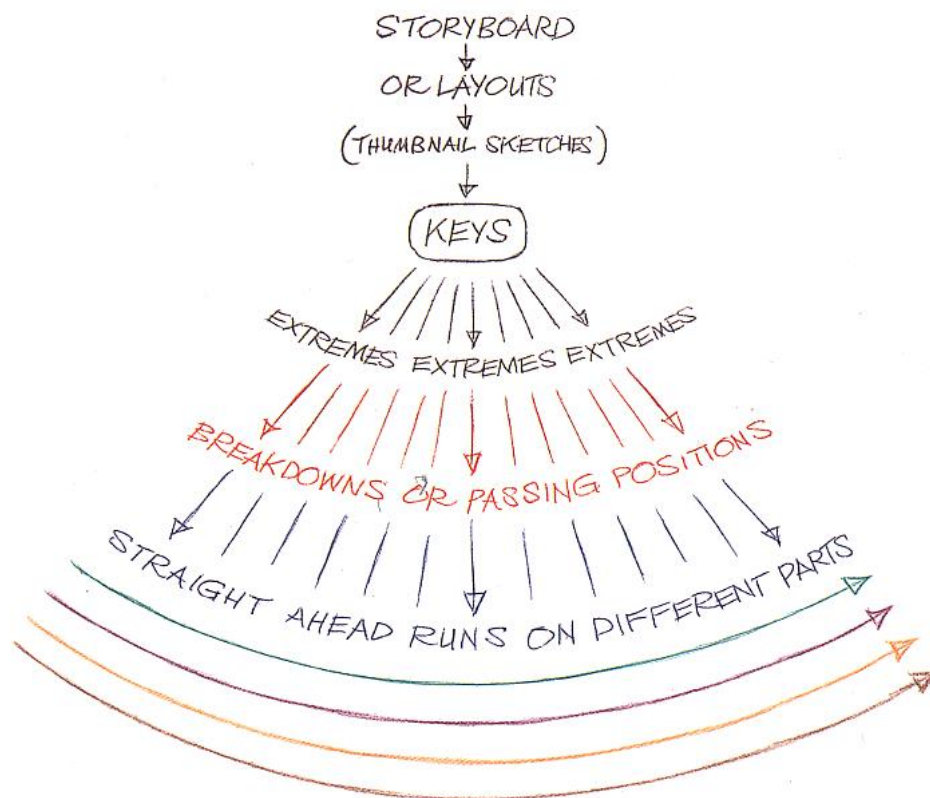 STORYBOARD
OR LAYOUTS
(THUMBNAIL SKETCHES)
KEYS
EXTREMES EXTREMES EXTREMES
BREAKDOWNS OR PASSING POSITIONS
STRAIGHT AHEAD RUNS ON DIFFERENT PARTS